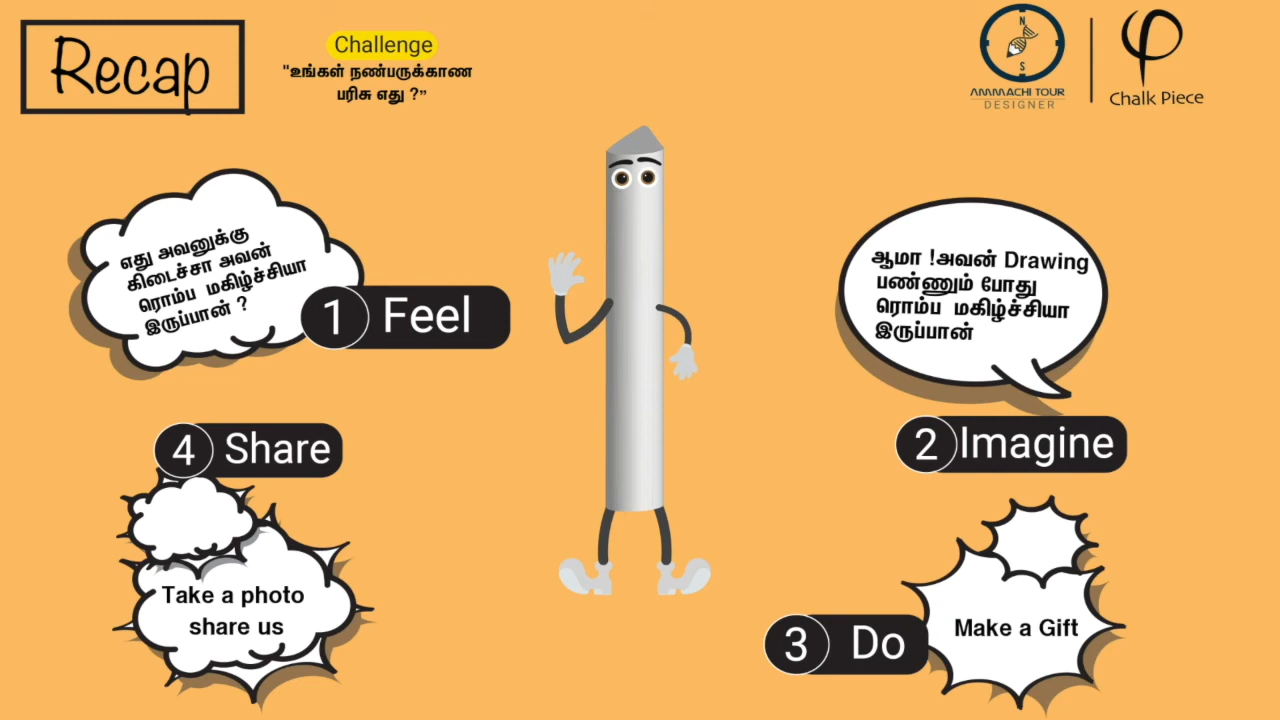 Recap
Challenge
"உங்கள் நண்பருக்காண
பரிசு எது ?”
N
S
AMMACHI TOUR
DESIGNER
Chalk Piece
எது அவனுக்கு
கிடைச்சா அவன்
ரொம்ப மகிழ்ச்சியா
இருப்பான் ?
1 Feel
ஆமா !அவன் Drawing
பண்ணும் போது
ரொம்ப மகிழ்ச்சியா
இருப்பான்
2 Imagine
3 Do
Make a Gift
4 Share
Take a photo
share us